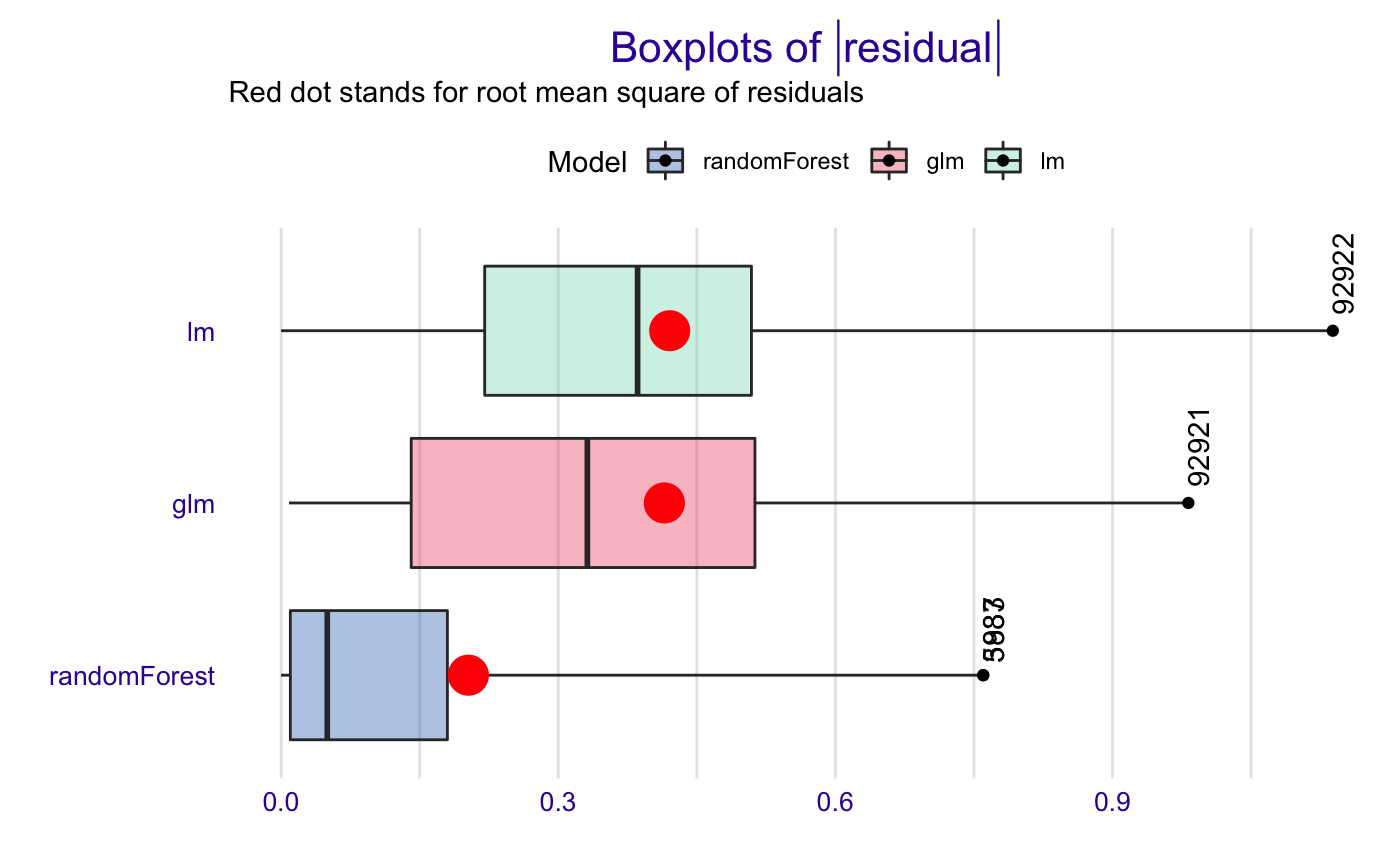 Boxplots of |residual|
Red dot stands for root mean square of residuals
Model randomForest glm lm
92922
lm
92921
glm
randomForest
0.0 0.3 0.6 0.9